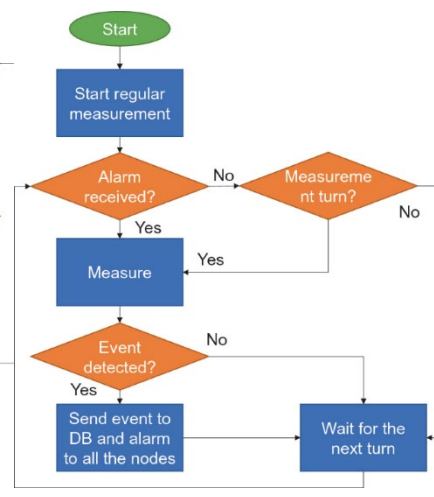 Start
Start regular
measurement
Alarm
received?
No
Measureme
nt turn?
No
Yes
Measure
Yes
Event
detected?
No
Yes
Send event to
DB and alarm
to all the nodes
Wait for the
next turn